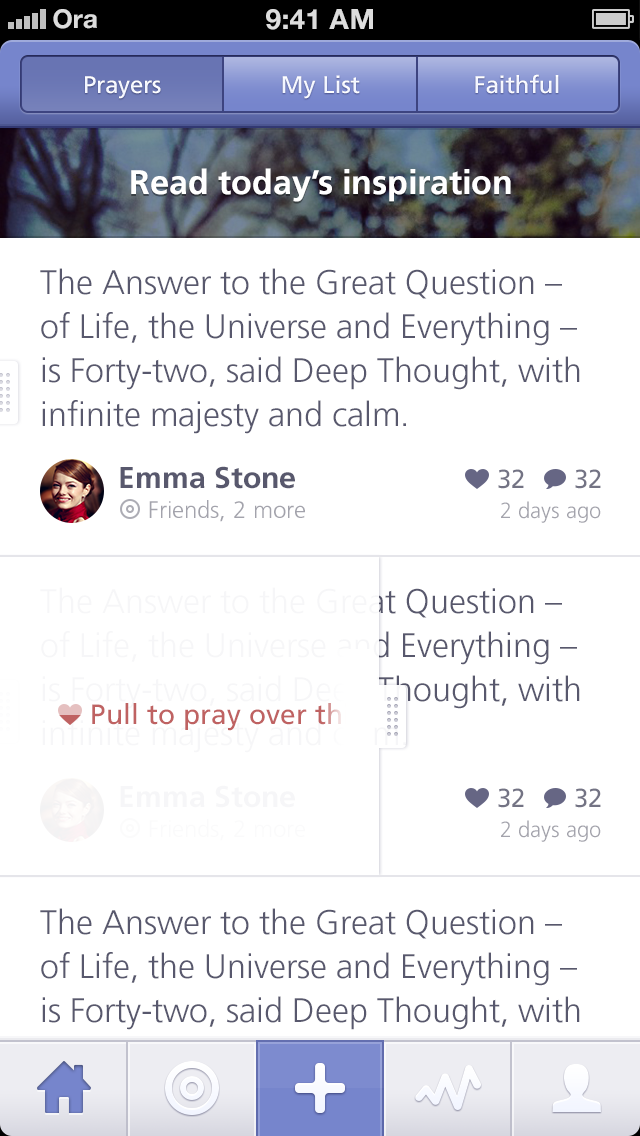 Ora 9:41 AM
Prayers My List Faithful
Read today's inspiration
The Answer to the Great Question –
of Life, the Universe and Everything –
is Forty-two, said Deep Thought, with
infinite majesty and calm.
Emma Stone 32 32
Friends, 2 more 2 days ago
The Answer to the Great Question –
of Life, the Universe and Everything –
is Forty-two, said Deep Thought, with
Pull to pray over th
infinite majesty and calm.
Emma Stone 32 32
Friends, 2 more 2 days ago
The Answer to the Great Question –
of Life, the Universe and Everything –
is Forty-two, said Deep Thought, with